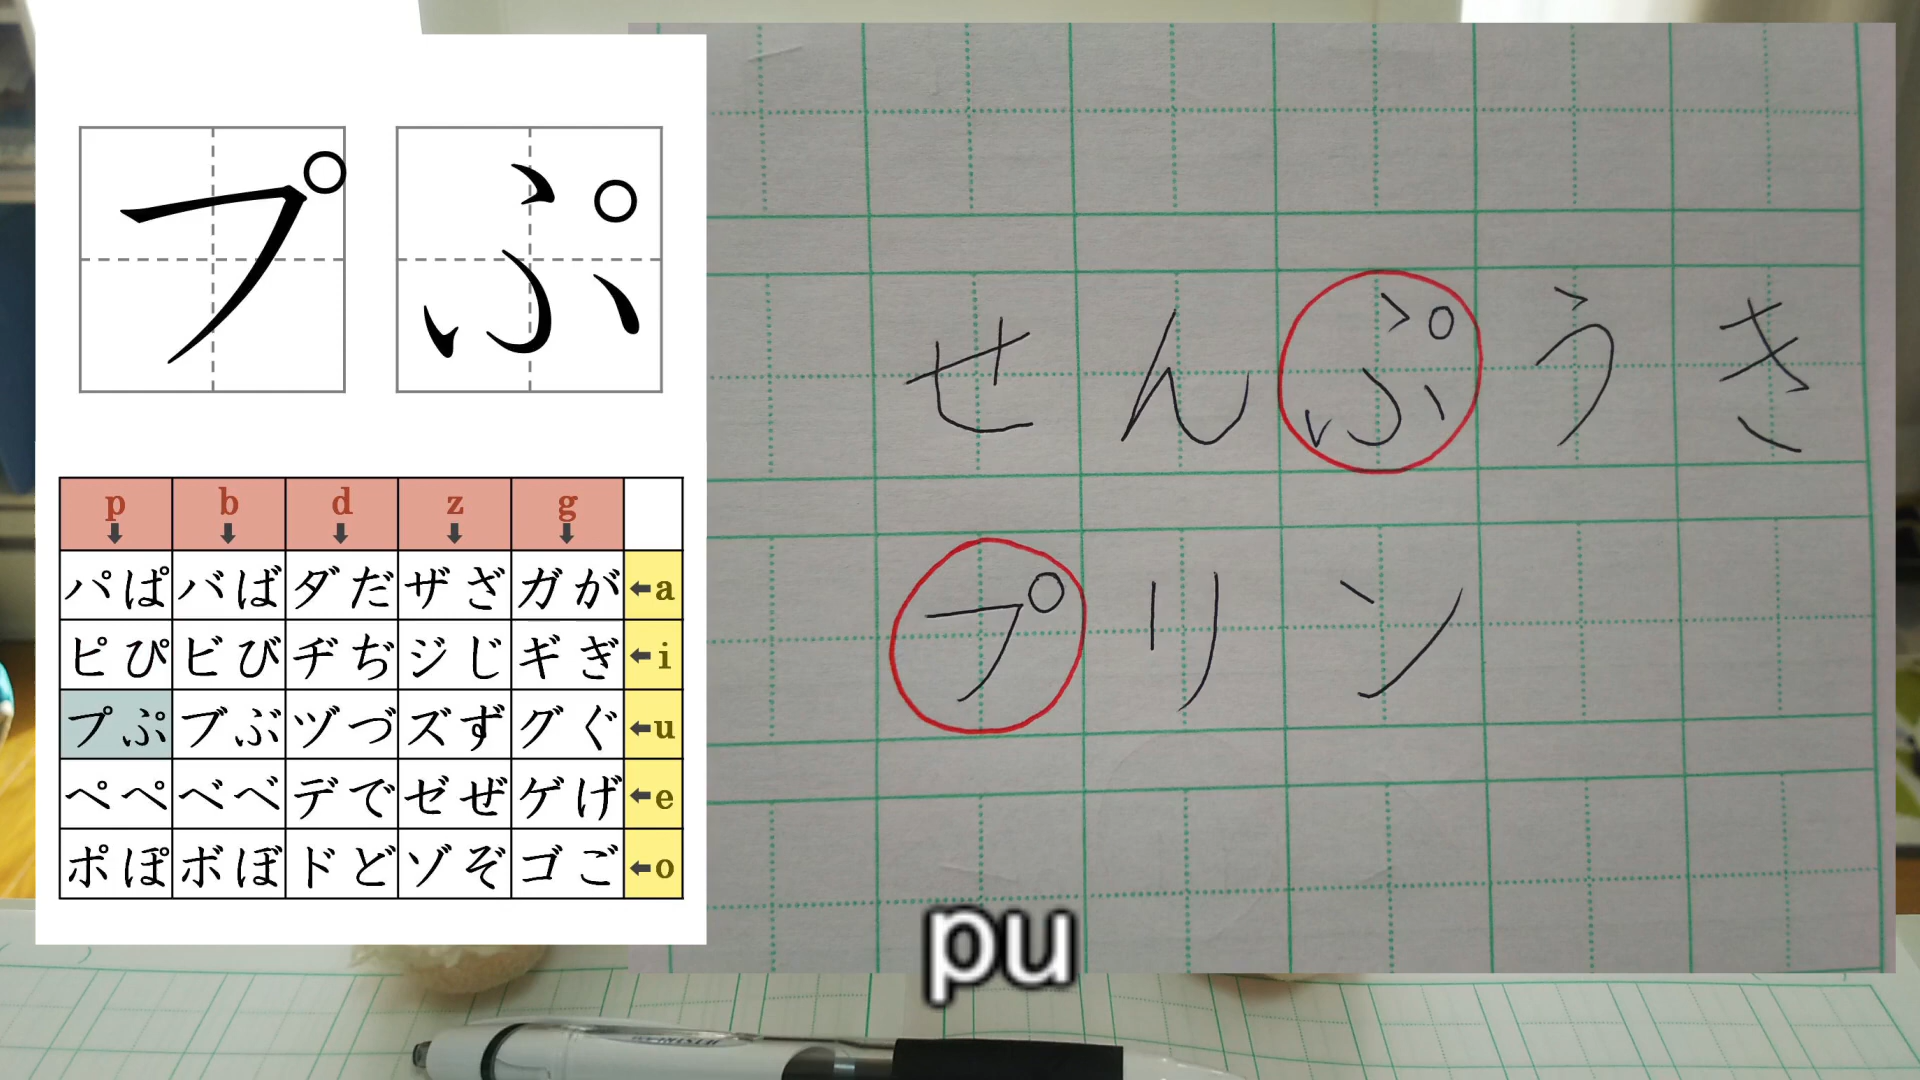 プ ぷ
p b d z g
パぱ バば ダだ ザざ ガが a
ピぴ ビび ヂぢ ジじ ギぎ i
プぷ ブぶ ヅづ ズず グぐ u
ペぺ ベべ デで ゼぜ ゲげ e
ポぽ ボぼ ドど ゾぞ ゴご o
せんぷうき
プリン
pu